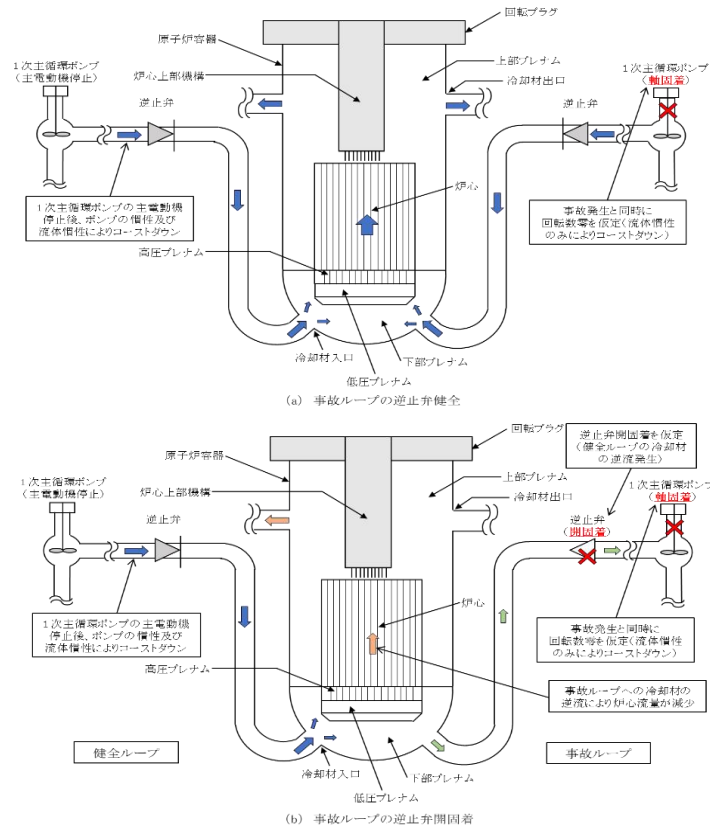 回転プラグ
原子炉容器
1次主循環ポンプ
(主電動機停止)
炉心上部機構
上部プレナム
冷却材出口
1次主循環ポンプ
(軸固着)
逆止弁
逆止弁
炉心
1次主循環ポンプの主電動機
停止後、ポンプの慣性及び
流体慣性によりコーストダウン
事故発生と同時に
回転数零を仮定(流体慣性
のみによりコーストダウン)
高圧プレナム
冷却材入口
下部プレナム
低圧プレナム
(a) 事故ループの逆止弁健全
回転プラグ
逆止弁開固着を仮定
(健全ループの冷却材
の逆流発生)
原子炉容器
1次主循環ポンプ
(主電動機停止)
炉心上部機構
上部プレナム
冷却材出口
1次主循環ポンプ
(軸固着)
逆止弁
逆止弁
(開固着)
炉心
1次主循環ポンプの主電動機
停止後、ポンプの慣性及び
流体慣性によりコーストダウン
事故発生と同時に
回転数零を仮定(流体慣性
のみによりコーストダウン)
高圧プレナム
事故ループへの冷却材の
逆流により炉心流量が減少
健全ループ
事故ループ
冷却材入口
下部プレナム
低圧プレナム
(b) 事故ループの逆止弁開固着